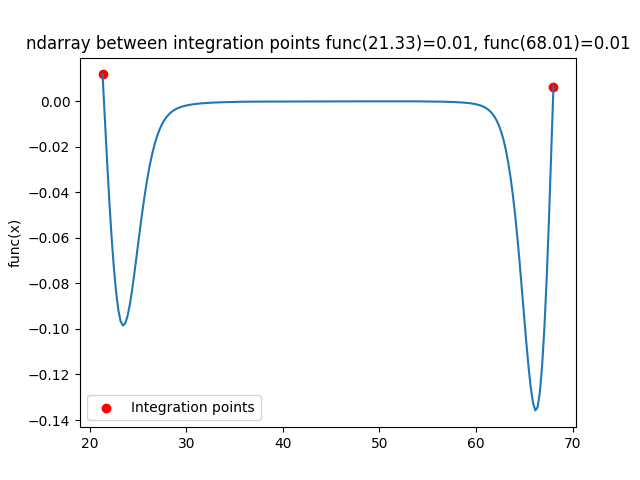 ndarray between integration points func(21.33)=0.01, func(68.01)=0.01
func(x)
0.00
−0.02
−0.04
−0.06
−0.08
−0.10
−0.12
−0.14
Integration points
20 30 40 50 60 70